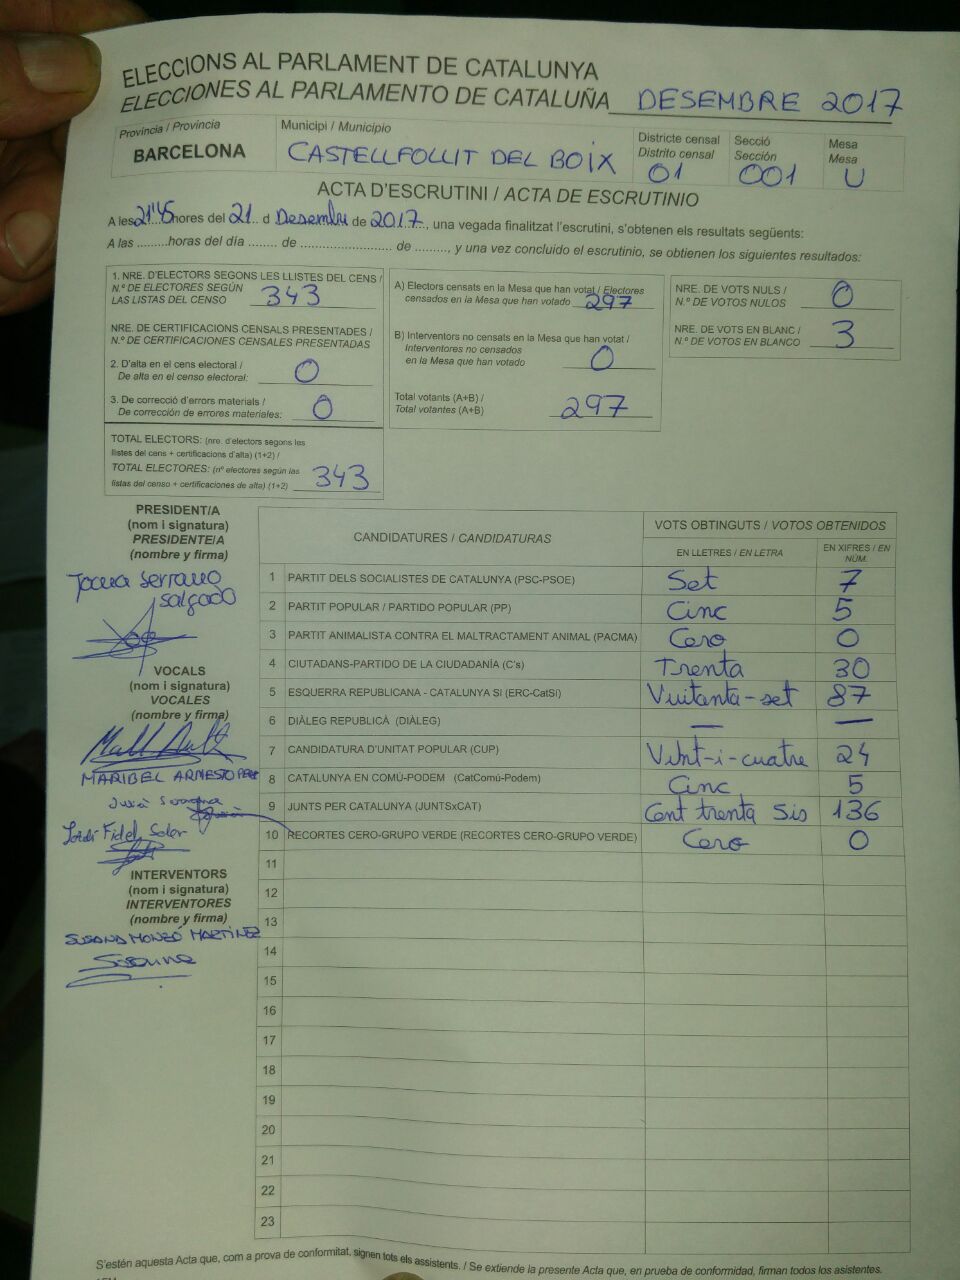 ELECCIONS AL PARLAMENT DE CATALUNYA
ELECCIONES AL PARLAMENTO DE CATALUÑA DESEMBRE 2017
Provincia / Província
BARCELONA
Municipi / Municipio
CASTELLFOLLIT DEL BOIX
Districte censal
Distrito censal
01
Secció
Sección
001
Mesa
Mesa
U
ACTA D'ESCRUTINI / ACTA DE ESCRUTINIO
A les 21'45 hores del 21 d Desembre de 2017, una vegada finalitzat l'escrutini, s'obtenen els resultats següents:
A las .........horas del día ........ de ........................ de ........., y una vez concluido el escrutinio, se obtienen los siguientes resultados:
1. NRE. D'ELECTORS SEGONS LES LLISTES DEL CENS /
N.º DE ELECTORES SEGÚN
LAS LISTAS DEL CENSO 343
NRE. DE CERTIFICACIONS CENSALS PRESENTADES /
N.º DE CERTIFICACIONES CENSALES PRESENTADAS
2. D'alta en el cens electoral /
De alta en el censo electoral: 0
3. De correcció d'errors materials /
De corrección de errores materiales: 0
TOTAL ELECTORS: (nre. d'electors segons les
llistes del cens + certificacions d'alta) (1+2) /
TOTAL ELECTORES: (nº electores según las
listas del censo + certificaciones de alta) (1+2) 343
A) Electors censats en la Mesa que han votat / Electores
censados en la Mesa que han votado 297
B) Interventors no censats en la Mesa que han votat /
Interventores no censados
en la Mesa que han votado 0
Total votants (A+B) /
Total votantes (A+B) 297
NRE. DE VOTS NULS /
N.º DE VOTOS NULOS 0
NRE. DE VOTS EN BLANC /
N.º DE VOTOS EN BLANCO 3
PRESIDENT/A
(nom i signatura)
PRESIDENTE/A
(nombre y firma)
Serrano
Salgado
VOCALS
(nom i signatura)
VOCALES
(nombre y firma)
MARIBEL ARMESTO
Jordi Fidel Soler
INTERVENTORS
(nom i signatura)
INTERVENTORES
(nombre y firma)
SUSANA MONZÓ MARTINEZ
CANDIDATURES / CANDIDATURAS
VOTS OBTINGUTS / VOTOS OBTENIDOS
EN LLETRES / EN LETRA
EN XIFRES / EN NÚM.
1 PARTIT DELS SOCIALISTES DE CATALUNYA (PSC-PSOE) Set 7
2 PARTIT POPULAR / PARTIDO POPULAR (PP) Cinc 5
3 PARTIT ANIMALISTA CONTRA EL MALTRACTAMENT ANIMAL (PACMA) Cero 0
4 CIUTADANS-PARTIDO DE LA CIUDADANÍA (C's) Trenta 30
5 ESQUERRA REPUBLICANA - CATALUNYA SI (ERC-CatSi) Vuitanta-set 87
6 DIÀLEG REPUBLICÀ (DIÀLEG) — —
7 CANDIDATURA D'UNITAT POPULAR (CUP) Vint-i-cuatre 24
8 CATALUNYA EN COMÚ-PODEM (CatComú-Podem) Cinc 5
9 JUNTS PER CATALUNYA (JUNTSxCAT) Cent trenta Sis 136
10 RECORTES CERO-GRUPO VERDE (RECORTES CERO-GRUPO VERDE) Cero 0
11
12
13
14
15
16
17
18
19
20
21
22
23
S'estén aquesta Acta que, com a prova de conformitat, signen tots els assistents. / Se extiende la presente Acta que, en prueba de conformidad, firman todos los asistentes.